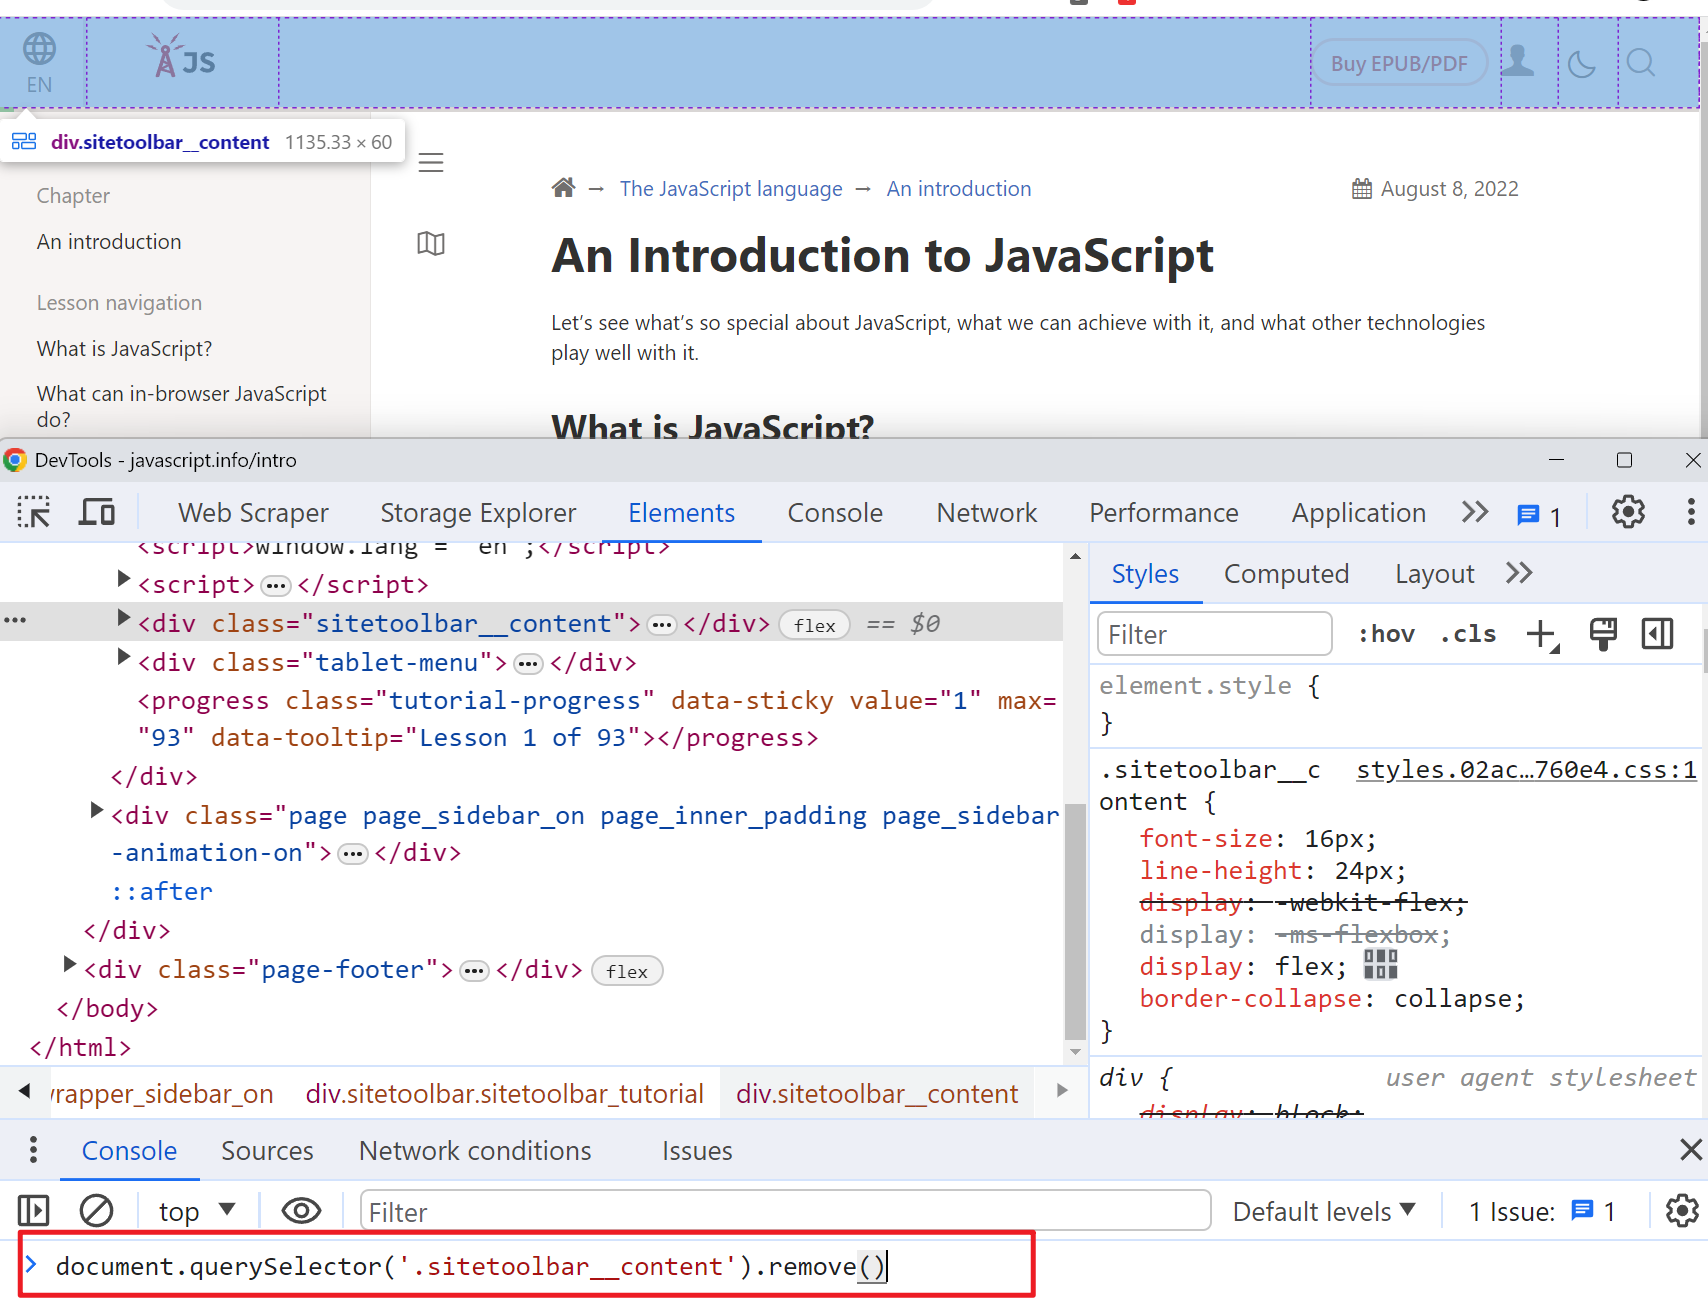 EN
JS
Buy EPUB/PDF
div.sitetoolbar__content 1135.33 × 60
Chapter
An introduction
Lesson navigation
What is JavaScript?
What can in-browser JavaScript
do?
→ The JavaScript language → An introduction
August 8, 2022
An Introduction to JavaScript
Let’s see what’s so special about JavaScript, what we can achieve with it, and what other technologies
play well with it.
What is JavaScript?
DevTools - javascript.info/intro
Web Scraper Storage Explorer Elements Console Network Performance Application 1
<script>window.lang = "en";</script>
<script>…</script>
<div class="sitetoolbar__content">…</div> flex == $0
<div class="tablet-menu">…</div>
<progress class="tutorial-progress" data-sticky value="1" max=
"93" data-tooltip="Lesson 1 of 93"></progress>
</div>
<div class="page page_sidebar_on page_inner_padding page_sidebar
-animation-on">…</div>
::after
</div>
<div class="page-footer">…</div> flex
</body>
</html>
rapper_sidebar_on div.sitetoolbar.sitetoolbar_tutorial div.sitetoolbar__content
Styles Computed Layout
Filter :hov .cls
element.style {
}
.sitetoolbar__c styles.02ac…760e4.css:1
ontent {
font-size: 16px;
line-height: 24px;
display: -webkit-flex;
display: -ms-flexbox;
display: flex;
border-collapse: collapse;
}
div { user agent stylesheet
display: block;
Console Sources Network conditions Issues
top Filter Default levels 1 Issue: 1
> document.querySelector('.sitetoolbar__content').remove()